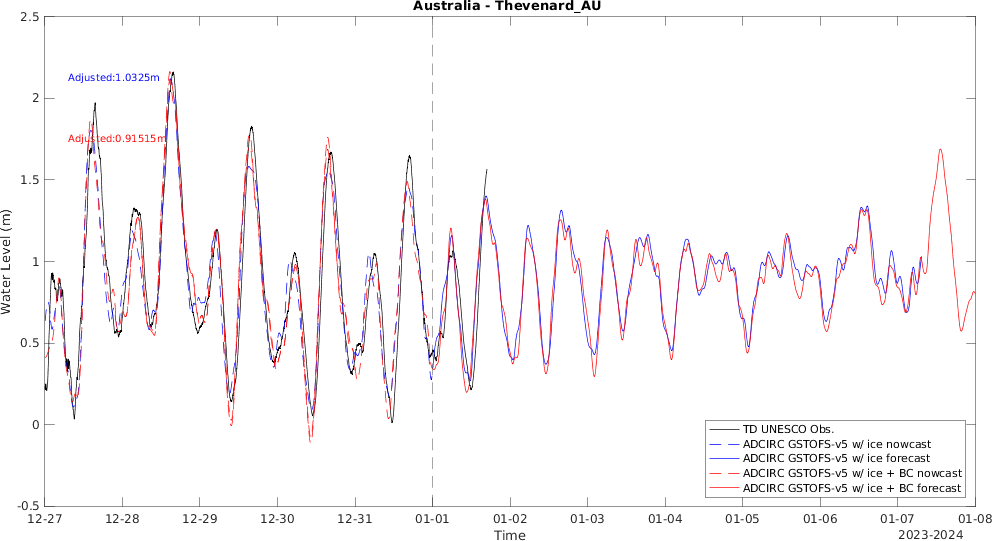 Australia - Thevenard_AU
2.5
2
1.5
1
0.5
0
-0.5
Water Level (m)
Adjusted:1.0325m
Adjusted:0.91515m
TD UNESCO Obs.
ADCIRC GSTOFS-v5 w/ ice nowcast
ADCIRC GSTOFS-v5 w/ ice forecast
ADCIRC GSTOFS-v5 w/ ice + BC nowcast
ADCIRC GSTOFS-v5 w/ ice + BC forecast
12-27 12-28 12-29 12-30 12-31 01-01 01-02 01-03 01-04 01-05 01-06 01-07 01-08
Time
2023-2024